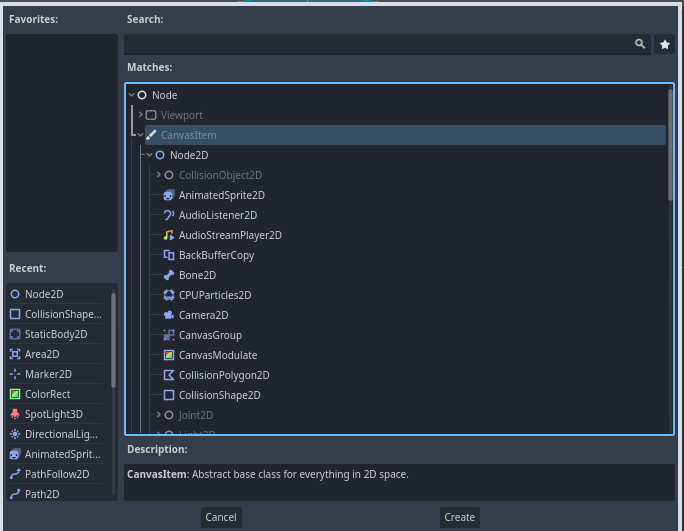 Favorites:
Search:
Matches:
Node
Viewport
CanvasItem
Node2D
CollisionObject2D
AnimatedSprite2D
AudioListener2D
AudioStreamPlayer2D
BackBufferCopy
Bone2D
CPUParticles2D
Camera2D
CanvasGroup
CanvasModulate
CollisionPolygon2D
CollisionShape2D
Joint2D
Light2D
Recent:
Node2D
CollisionShape...
StaticBody2D
Area2D
Marker2D
ColorRect
SpotLight3D
DirectionalLig...
AnimatedSprit...
PathFollow2D
Path2D
Description:
CanvasItem: Abstract base class for everything in 2D space.
Cancel
Create